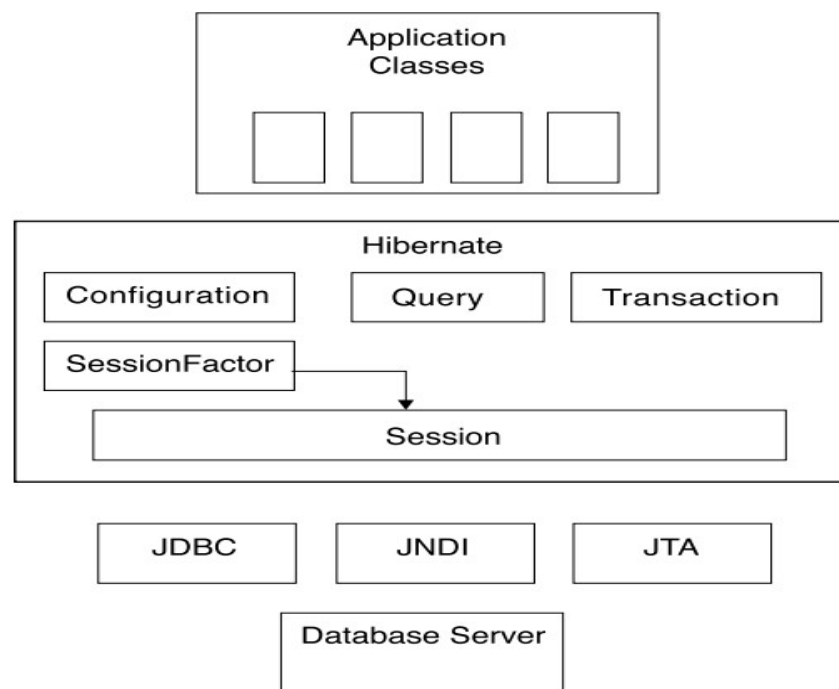 Application
Classes
Hibernate
Configuration
Query
Transaction
SessionFactor
Session
JDBC
JNDI
JTA
Database Server